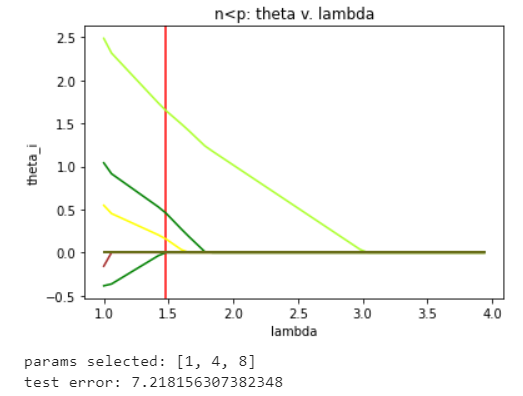 n<p: theta v. lambda
2.5
2.0
1.5
1.0
0.5
0.0
−0.5
theta_i
1.0 1.5 2.0 2.5 3.0 3.5 4.0
lambda
params selected: [1, 4, 8]
test error: 7.218156307382348